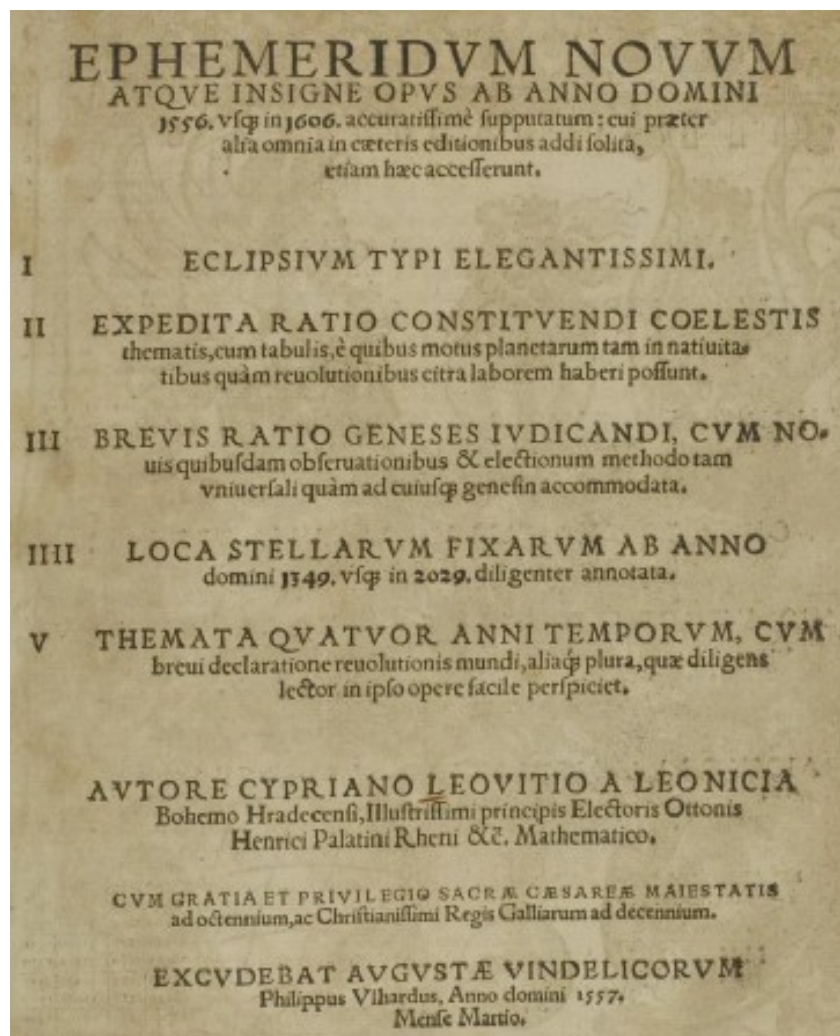 EPHEMERIDVM NOVVM
ATQVE INSIGNE OPVS AB ANNO DOMINI
1556. vſqꝫ in 1606. accuratiſſimè ſupputatum: cui præter
alia omnia in cæteris editionibus addi ſolita,
etiam hæc acceſſerunt.
I ECLIPSIVM TYPI ELEGANTISSIMI.
II EXPEDITA RATIO CONSTITVENDI COELESTIS
thematis, cum tabulis, è quibus motus planetarum tam in natiuita-
tibus quàm reuolutionibus citra laborem haberi poſſunt.
III BREVIS RATIO GENESES IVDICANDI, CVM NO-
uis quibuſdam obſeruationibus & electionum methodo tam
vniuerſali quàm ad cuiuſqꝫ geneſin accommodata.
IIII LOCA STELLARVM FIXARVM AB ANNO
domini 1349. vſqꝫ in 2029. diligenter annotata.
V THEMATA QVATVOR ANNI TEMPORVM, CVM
breui declaratione reuolutionis mundi, aliaqꝫ́ plura, quæ diligens
lector in ipſo opere facile perſpiciet.
AVTORE CYPRIANO LEOVITIO A LEONICIA
Bohemo Hradecenſi, Illuſtriſſimi principis Electoris Ottonis
Henrici Palatini Rheni &c̄. Mathematico.
CVM GRATIA ET PRIVILEGIO SACRÆ CÆSAREÆ MAIESTATIS
ad octennium, ac Chriſtianiſſimi Regis Galliarum ad decennium.
EXCVDEBAT AVGVSTÆ VINDELICORVM
Philippus Vlhardus, Anno domini 1557.
Menſe Martio.